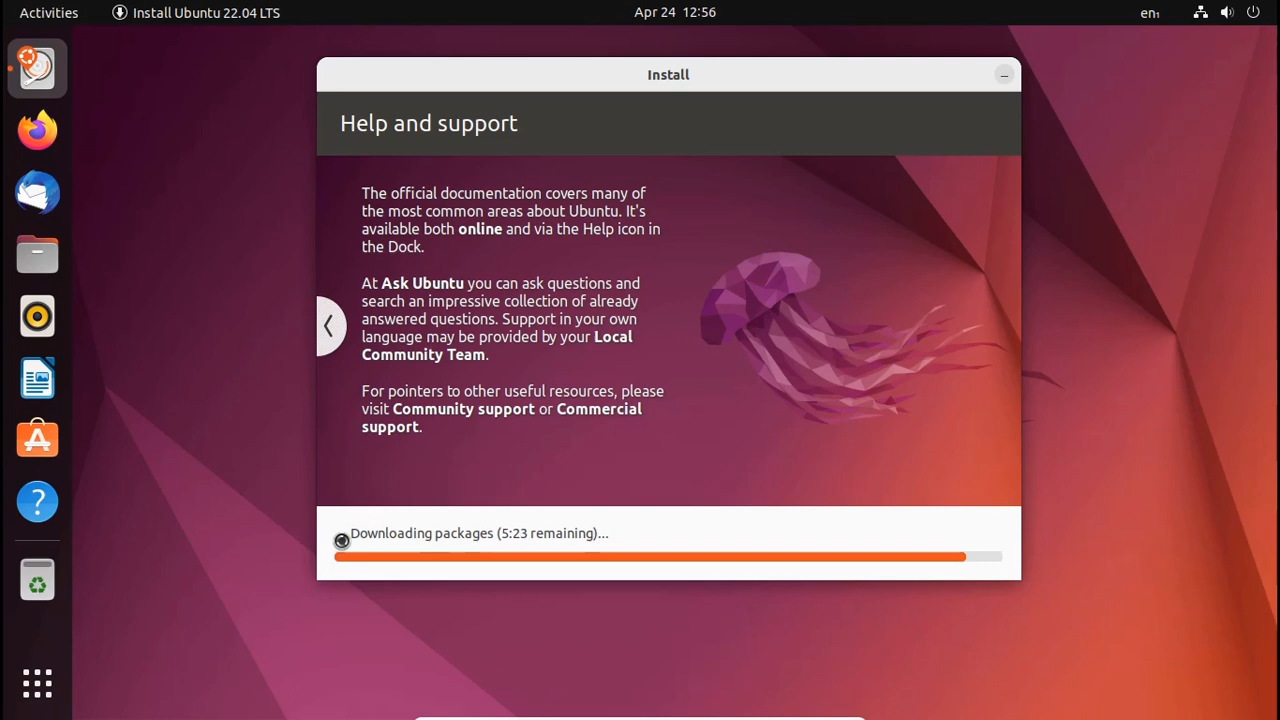 Activities
Install Ubuntu 22.04 LTS
Apr 24 12:56
en₁
Install
Help and support
The official documentation covers many of
the most common areas about Ubuntu. It's
available both online and via the Help icon in
the Dock.
At Ask Ubuntu you can ask questions and
search an impressive collection of already
answered questions. Support in your own
language may be provided by your Local
Community Team.
For pointers to other useful resources, please
visit Community support or Commercial
support.
Downloading packages (5:23 remaining)...